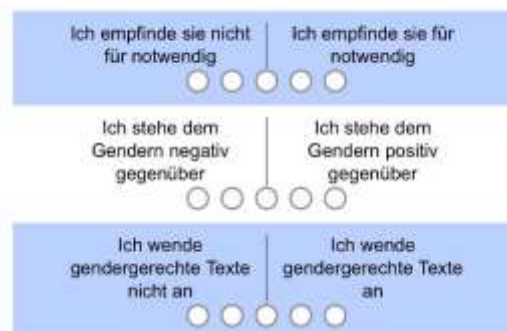 Ich empfinde sie nicht
für notwendig
Ich empfinde sie für
notwendig
Ich stehe dem
Gendern negativ
gegenüber
Ich stehe dem
Gendern positiv
gegenüber
Ich wende
gendergerechte Texte
nicht an
Ich wende
gendergerechte Texte
an